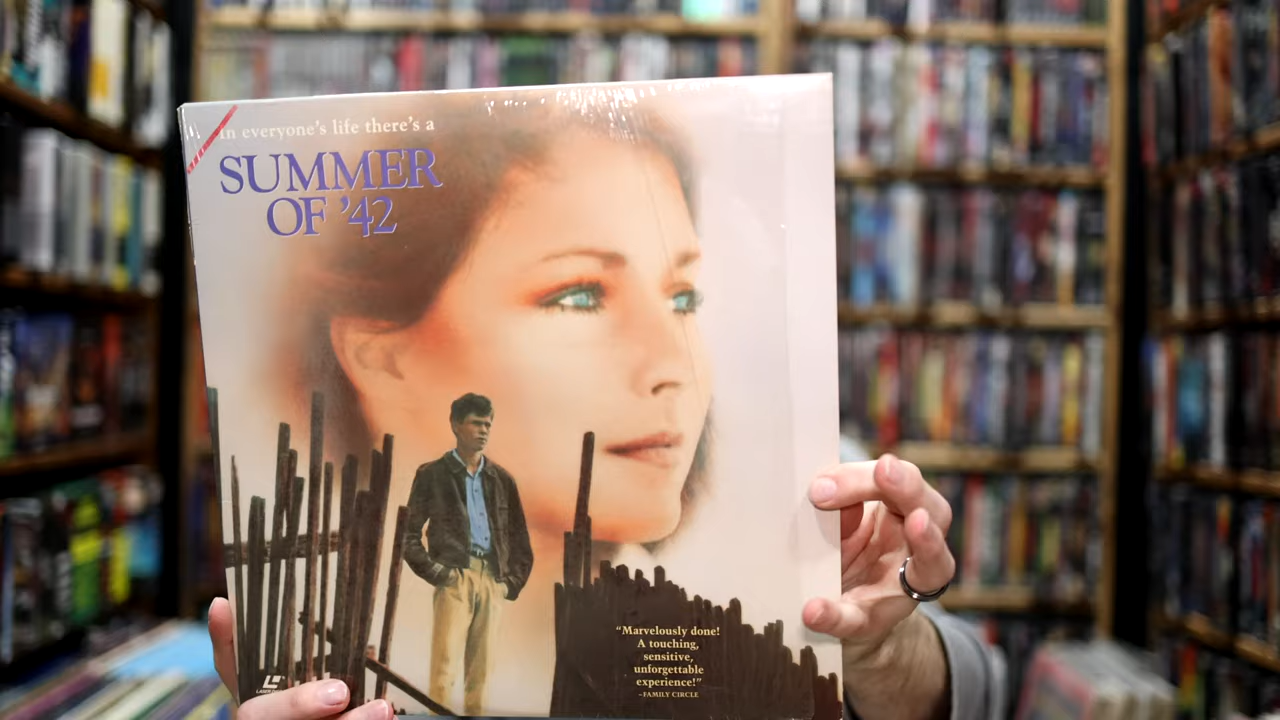 In everyone's life there's a
SUMMER
OF '42
"Marvelously done!
A touching,
sensitive,
unforgettable
experience!"
–FAMILY CIRCLE